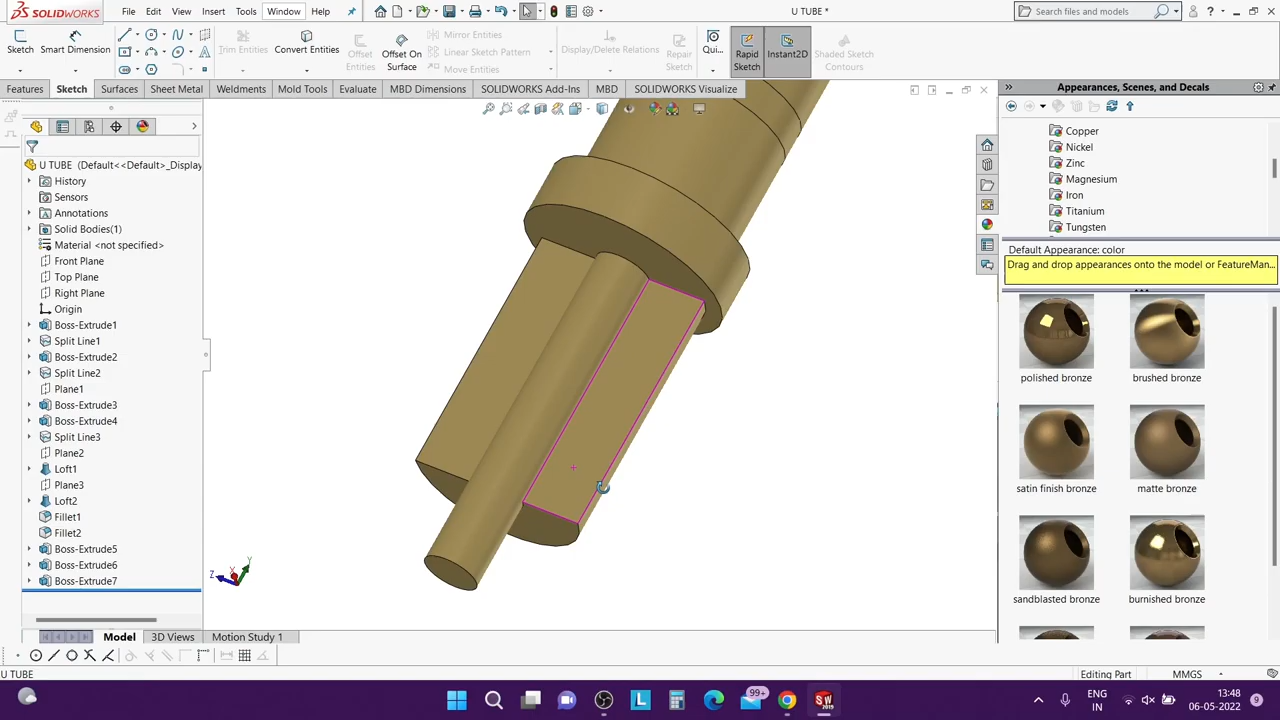 SOLIDWORKS File Edit View Insert Tools Window Help U TUBE * Search files and models
Sketch Smart Dimension Trim Entities Convert Entities Offset Entities Offset On Surface Mirror Entities Linear Sketch Pattern Move Entities Display/Delete Relations Repair Sketch Qui... Rapid Sketch Instant2D Shaded Sketch Contours
Features Sketch Surfaces Sheet Metal Weldments Mold Tools Evaluate MBD Dimensions SOLIDWORKS Add-Ins MBD SOLIDWORKS Visualize
U TUBE (Default<<Default>_Display
History
Sensors
Annotations
Solid Bodies(1)
Material <not specified>
Front Plane
Top Plane
Right Plane
Origin
Boss-Extrude1
Split Line1
Boss-Extrude2
Split Line2
Plane1
Boss-Extrude3
Boss-Extrude4
Split Line3
Plane2
Loft1
Plane3
Loft2
Fillet1
Fillet2
Boss-Extrude5
Boss-Extrude6
Boss-Extrude7
Z X Y
Appearances, Scenes, and Decals
Copper
Nickel
Zinc
Magnesium
Iron
Titanium
Tungsten
Default Appearance: color
Drag and drop appearances onto the model or FeatureMan...
polished bronze brushed bronze
satin finish bronze matte bronze
sandblasted bronze burnished bronze
Model 3D Views Motion Study 1
U TUBE Editing Part MMGS
99+ L SW 2019 ENG IN 13:48 06-05-2022 9